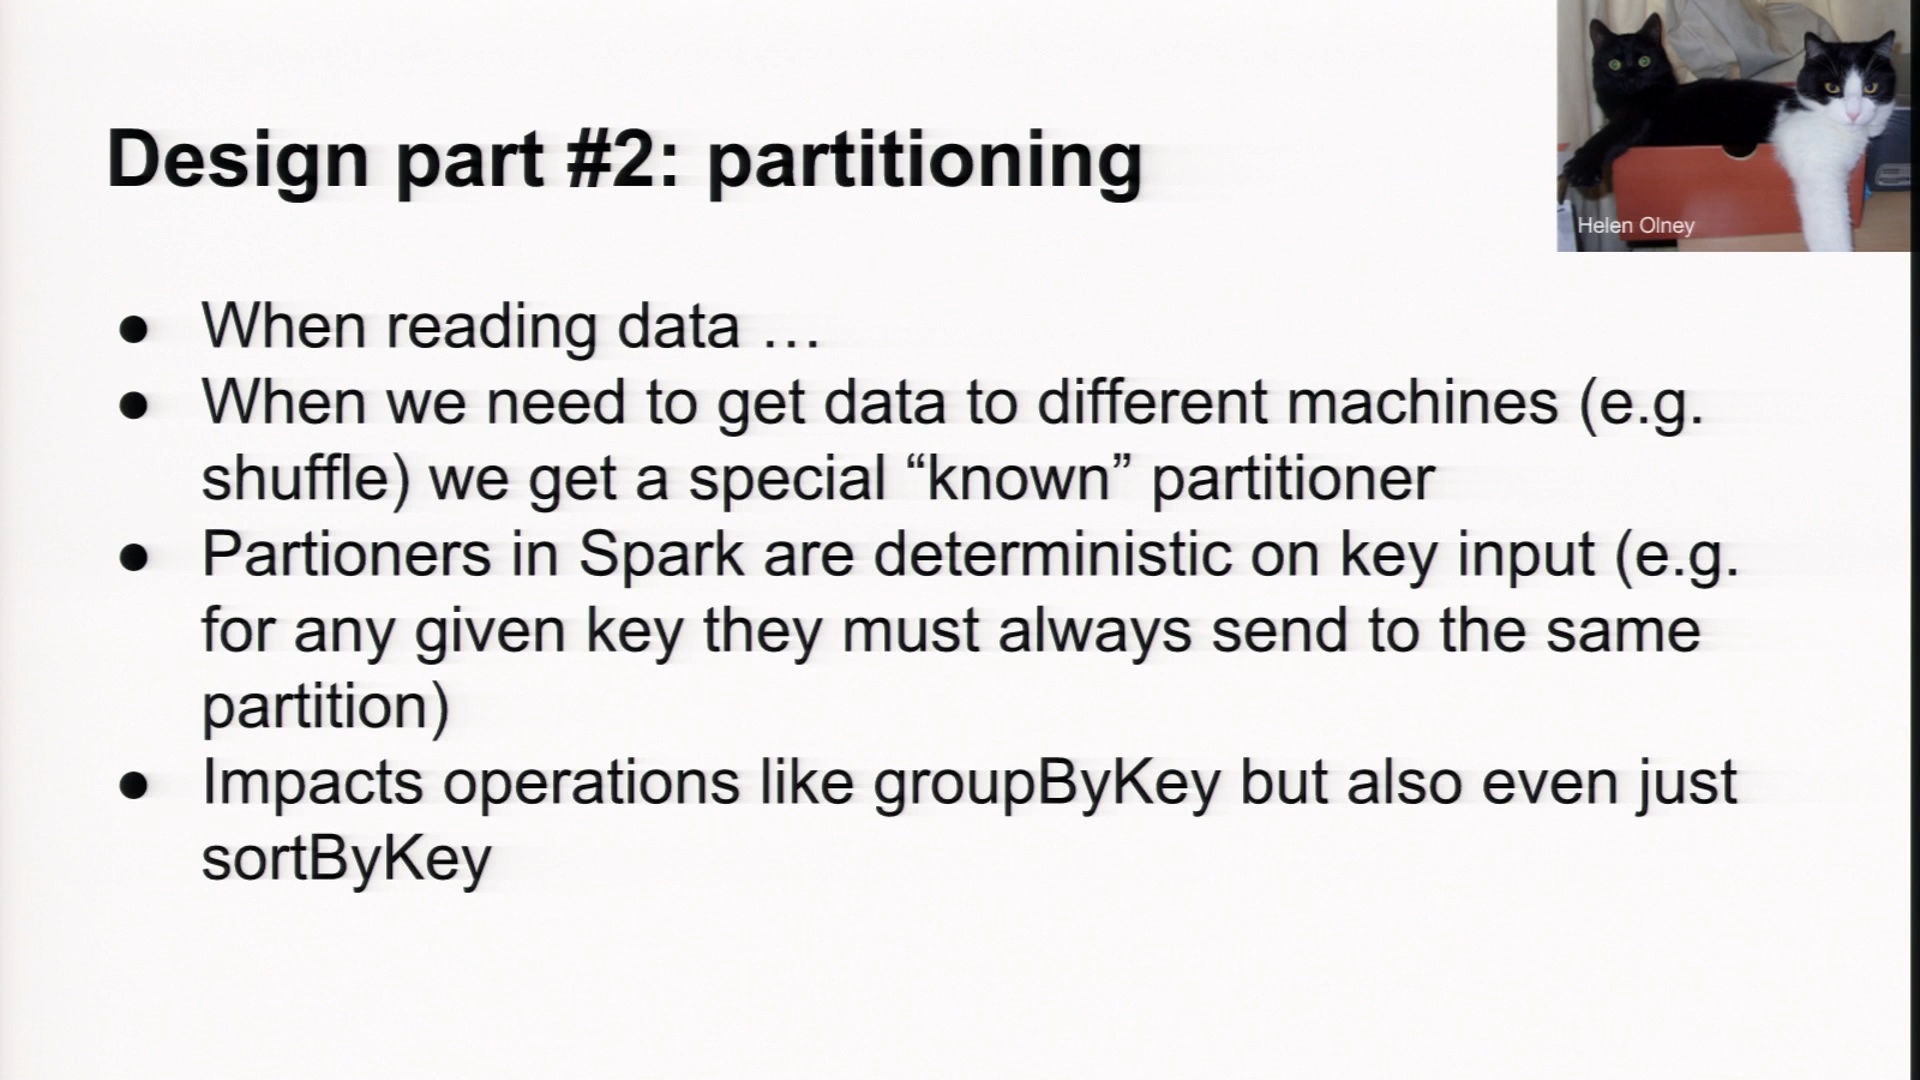 Design part #2: partitioning
Helen Olney
● When reading data …
● When we need to get data to different machines (e.g.
shuffle) we get a special “known” partitioner
● Partioners in Spark are deterministic on key input (e.g.
for any given key they must always send to the same
partition)
● Impacts operations like groupByKey but also even just
sortByKey